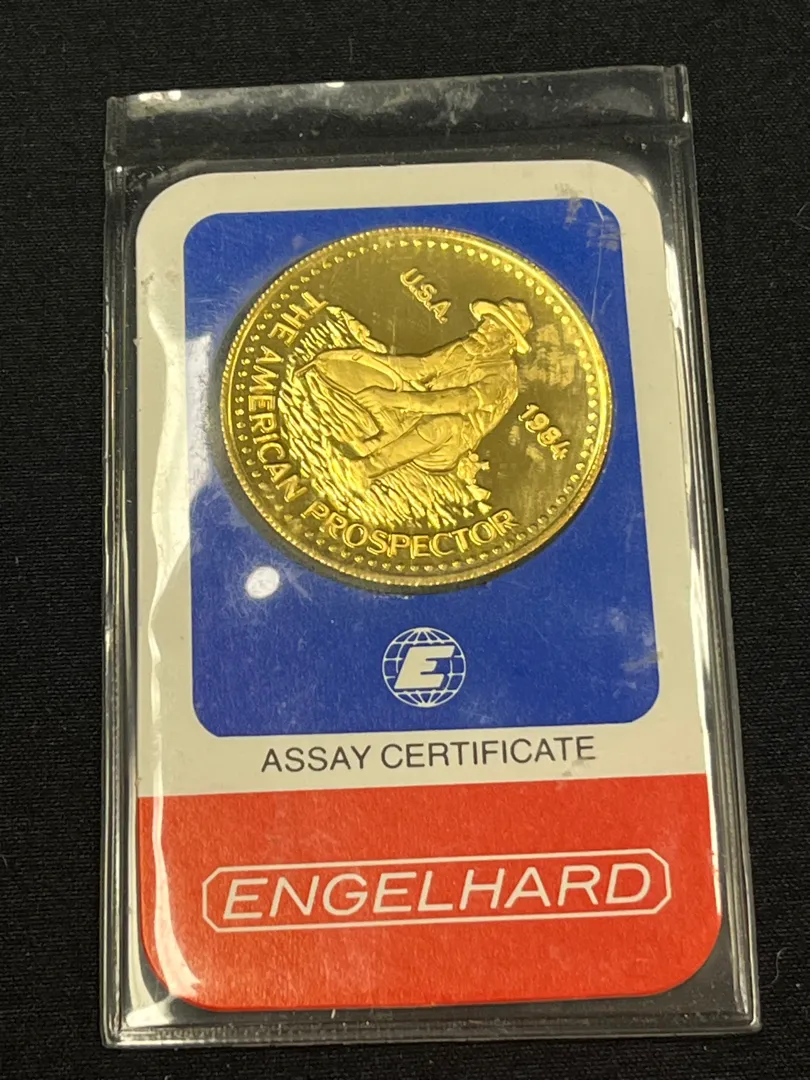 U.S.A.
1984
THE AMERICAN PROSPECTOR
E
ASSAY CERTIFICATE
ENGELHARD